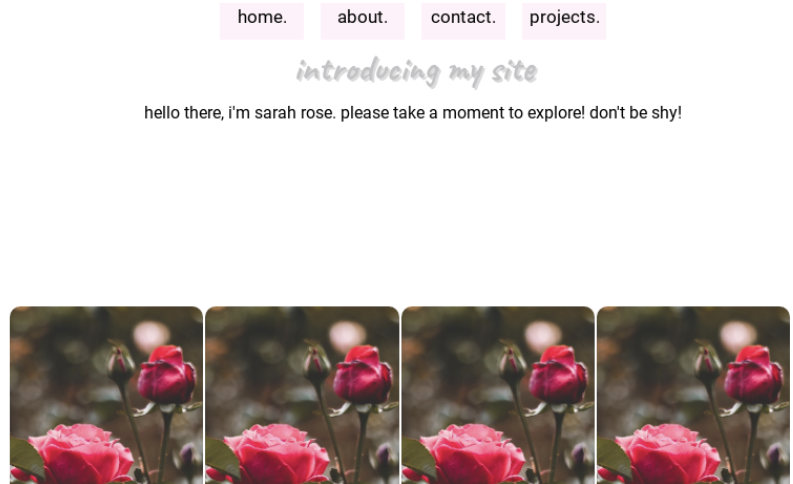 home. about. contact. projects.
introducing my site
hello there, i'm sarah rose. please take a moment to explore! don't be shy!